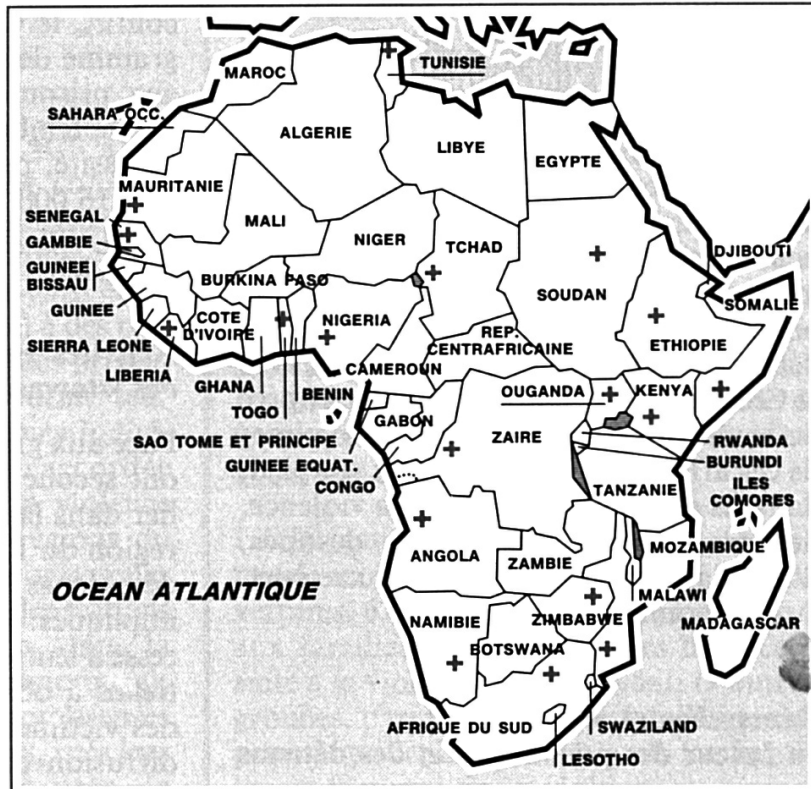 MAROC
TUNISIE
SAHARA OCC.
ALGERIE
LIBYE
EGYPTE
MAURITANIE
MALI
NIGER
TCHAD
SENEGAL
GAMBIE
DJIBOUTI
GUINEE
BISSAU
BURKINA FASO
SOUDAN
SOMALIE
GUINEE
COTE
D'IVOIRE
NIGERIA
SIERRA LEONE
REP.
CENTRAFRICAINE
ETHIOPIE
LIBERIA
GHANA
TOGO
BENIN
CAMEROUN
OUGANDA
KENYA
SAO TOME ET PRINCIPE
GABON
ZAIRE
RWANDA
GUINEE EQUAT.
BURUNDI
CONGO
TANZANIE
ILES
COMORES
ANGOLA
ZAMBIE
MOZAMBIQUE
OCEAN ATLANTIQUE
MALAWI
NAMIBIE
ZIMBABWE
MADAGASCAR
BOTSWANA
AFRIQUE DU SUD
SWAZILAND
LESOTHO